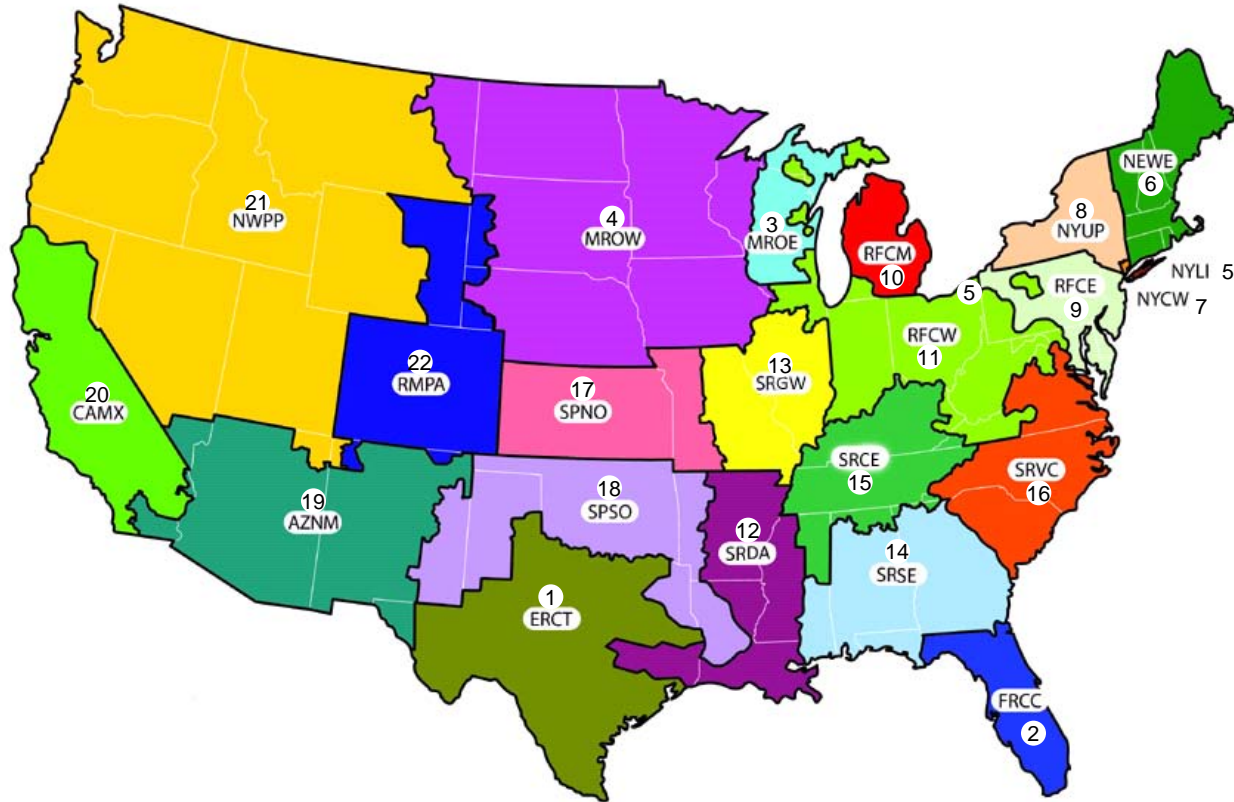 NEWE
6
21
NWPP
4
MROW
3
MROE
8
NYUP
RFCM
10
NYLI 5
5
RFCE
9
NYCW 7
RFCW
11
22
RMPA
13
SRGW
20
CAMX
17
SPNO
SRCE
15
SRVC
16
19
AZNM
18
SPSO
12
SRDA
14
SRSE
1
ERCT
FRCC
2